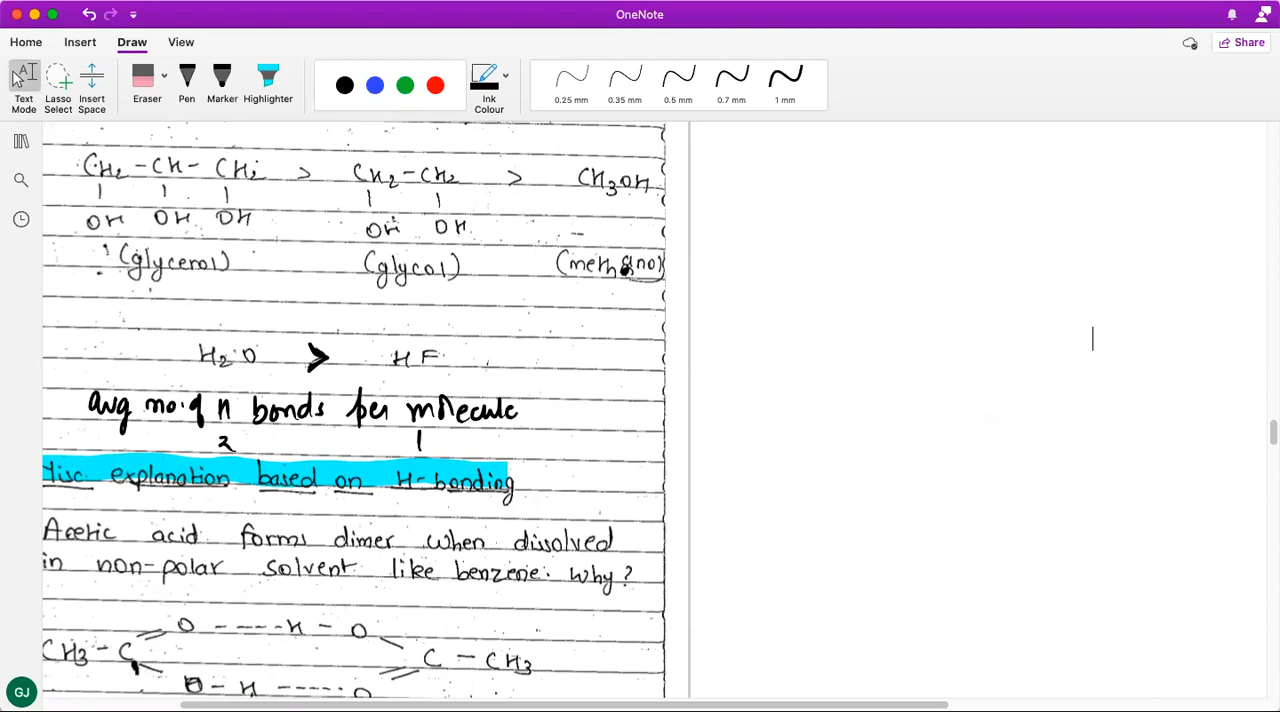 OneNote
Home Insert Draw View
Share
Text Mode
Lasso Select
Insert Space
Eraser
Pen
Marker
Highlighter
Ink Colour
0.25 mm 0.35 mm 0.5 mm 0.7 mm 1 mm
CH2 - CH - CH2 > CH2 - CH2 > CH3OH
OH OH OH OH OH
(glycerol) (glycol) (methanol)
H2O > HF
avg no. of H bonds per molecule
2 1
Misc explanation based on H-bonding
Acetic acid forms dimer when dissolved
in non-polar solvent like benzene. Why?
O ---- H - O
CH3 - C C - CH3
O - H ----- O
GJ